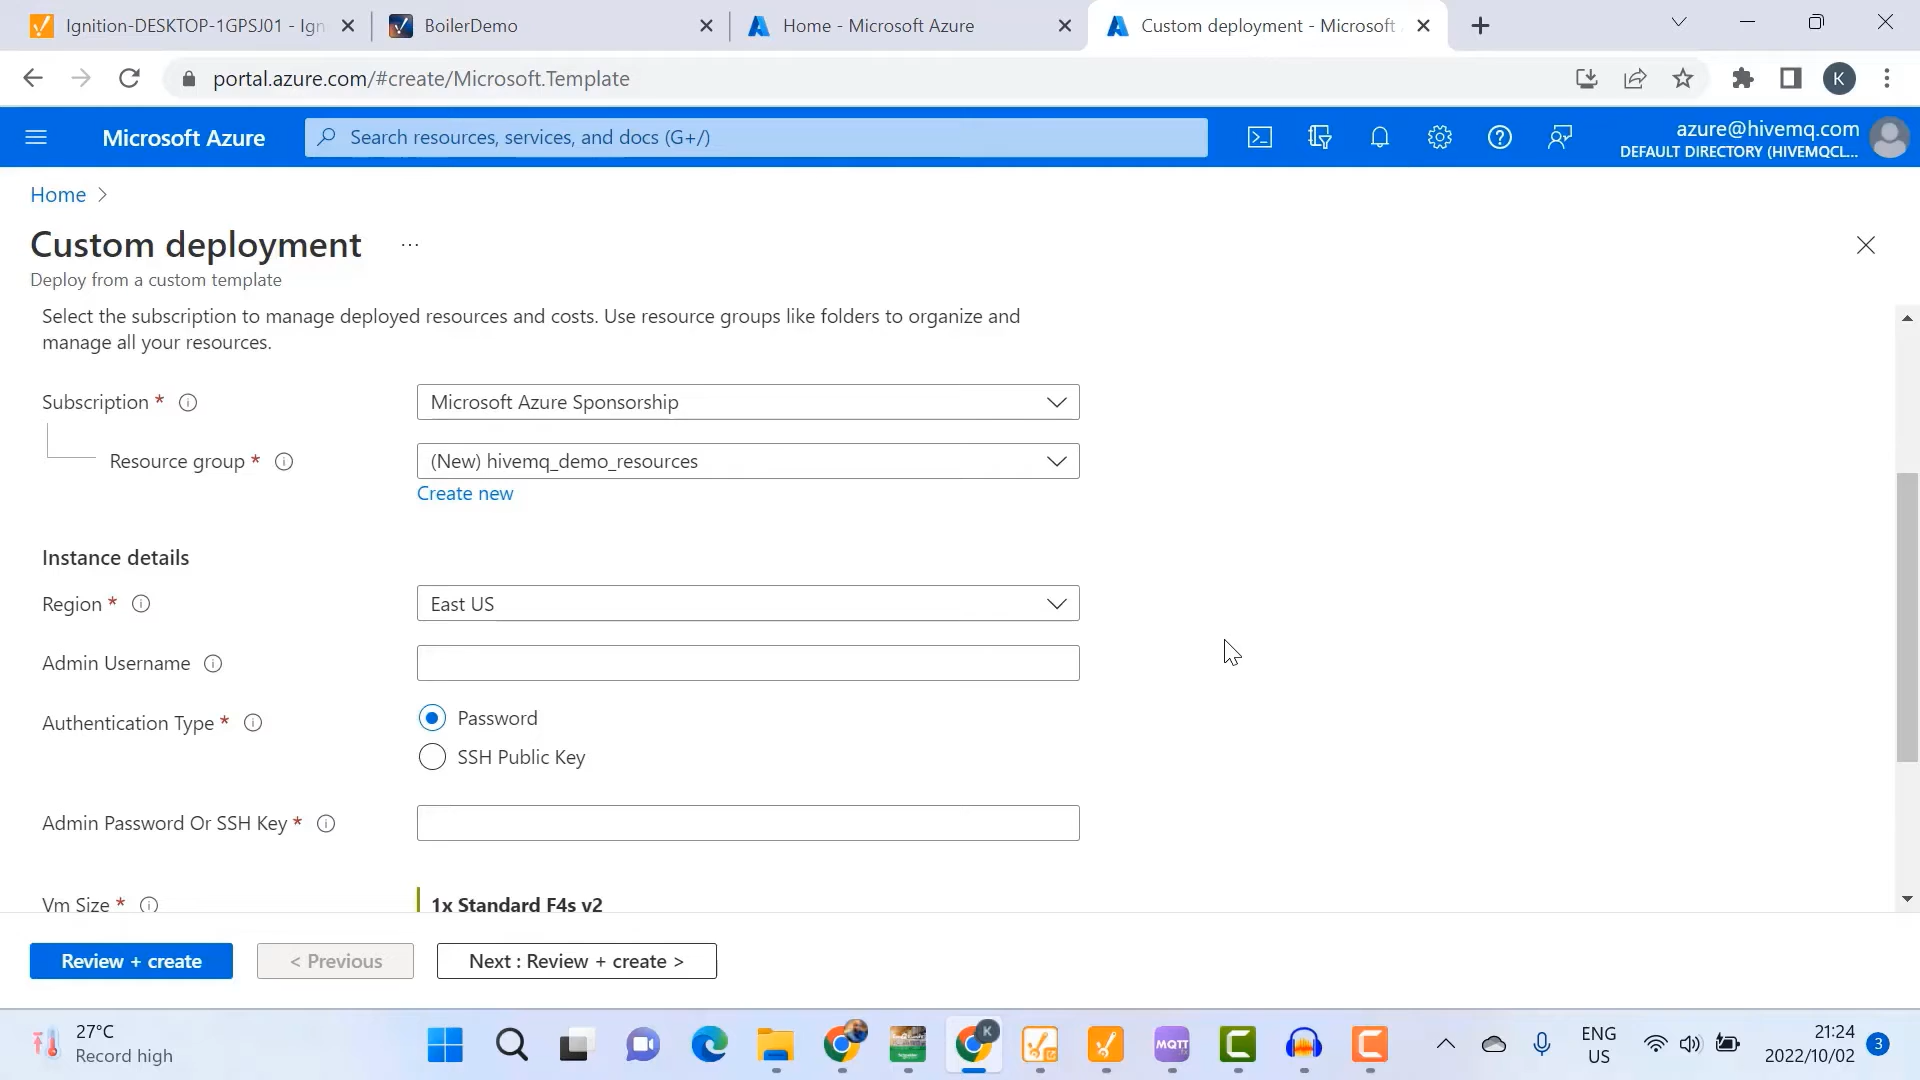 Ignition-DESKTOP-1GPSJ01 - Ign
BoilerDemo
Home - Microsoft Azure
Custom deployment - Microsoft
portal.azure.com/#create/Microsoft.Template
K
Microsoft Azure
Search resources, services, and docs (G+/)
azure@hivemq.com
DEFAULT DIRECTORY (HIVEMQCL...
Home >
Custom deployment ...
Deploy from a custom template
Select the subscription to manage deployed resources and costs. Use resource groups like folders to organize and
manage all your resources.
Subscription *
Microsoft Azure Sponsorship
Resource group *
(New) hivemq_demo_resources
Create new
Instance details
Region *
East US
Admin Username
Authentication Type *
Password
SSH Public Key
Admin Password Or SSH Key *
Vm Size *
1x Standard F4s v2
Review + create
< Previous
Next : Review + create >
27°C
Record high
K
MQTT
ENG
US
21:24
2022/10/02
3